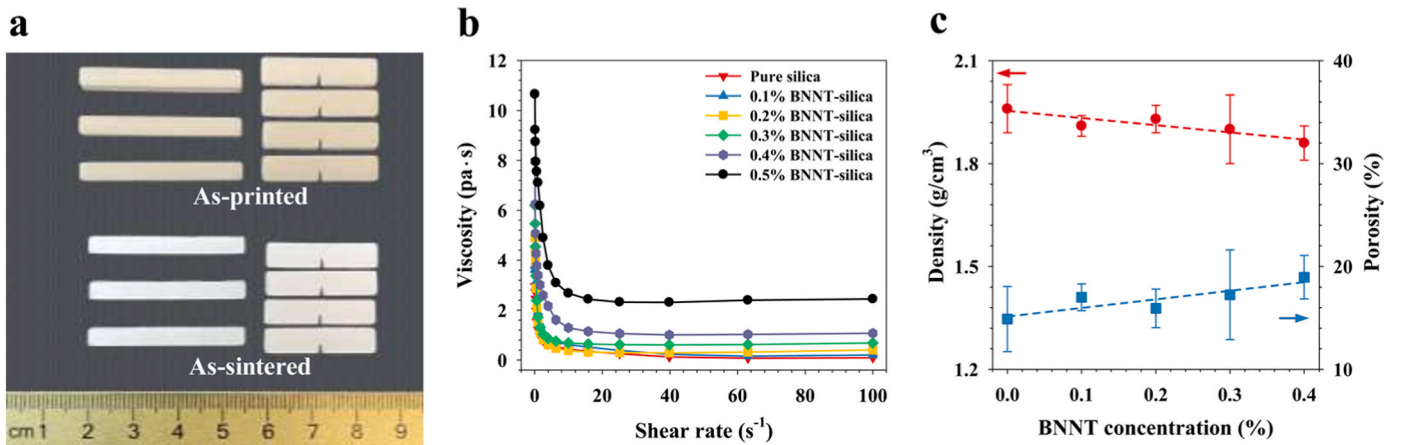 a
As-printed
As-sintered
cm 1 2 3 4 5 6 7 8 9
b
12
10
8
6
4
2
0
Viscosity (pa · s)
Pure silica
0.1% BNNT-silica
0.2% BNNT-silica
0.3% BNNT-silica
0.4% BNNT-silica
0.5% BNNT-silica
0 20 40 60 80 100
Shear rate (s⁻¹)
c
2.1
1.8
1.5
1.2
Density (g/cm³)
40
30
20
10
Porosity (%)
0.0 0.1 0.2 0.3 0.4
BNNT concentration (%)